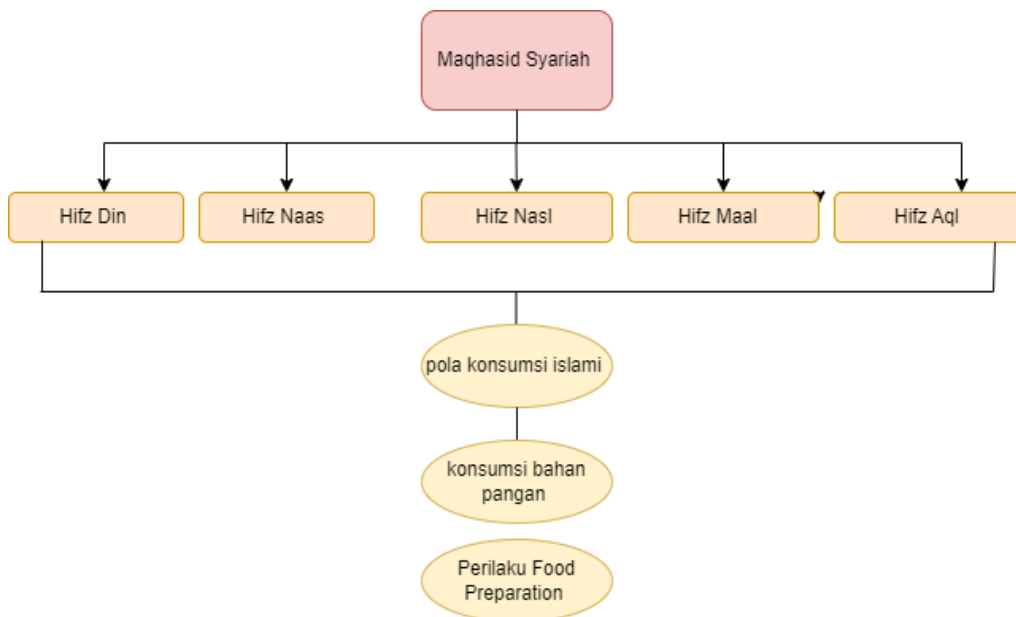 Maqhasid Syariah
Hifz Din
Hifz Naas
Hifz Nasl
Hifz Maal
Hifz Aql
pola konsumsi islami
konsumsi bahan
pangan
Perilaku Food
Preparation